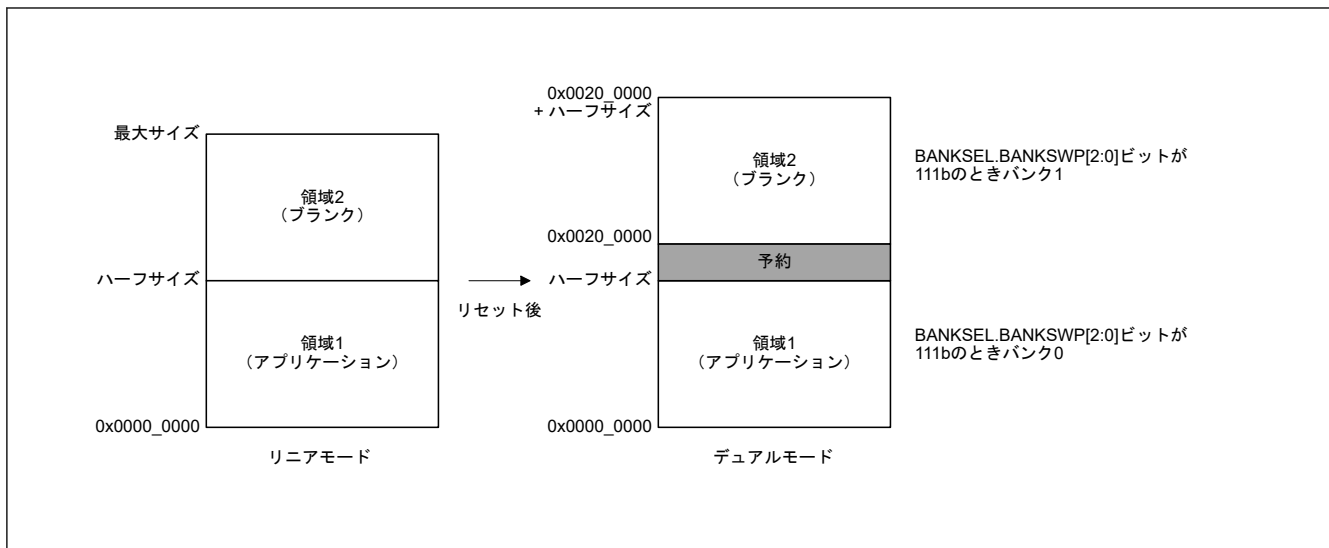 最大サイズ
領域2
（ブランク）
ハーフサイズ
領域1
（アプリケーション）
0x0000_0000
リニアモード
リセット後
0x0020_0000
+ ハーフサイズ
領域2
（ブランク）
0x0020_0000
予約
ハーフサイズ
領域1
（アプリケーション）
0x0000_0000
デュアルモード
BANKSEL.BANKSWP[2:0]ビットが
111bのときバンク1
BANKSEL.BANKSWP[2:0]ビットが
111bのときバンク0